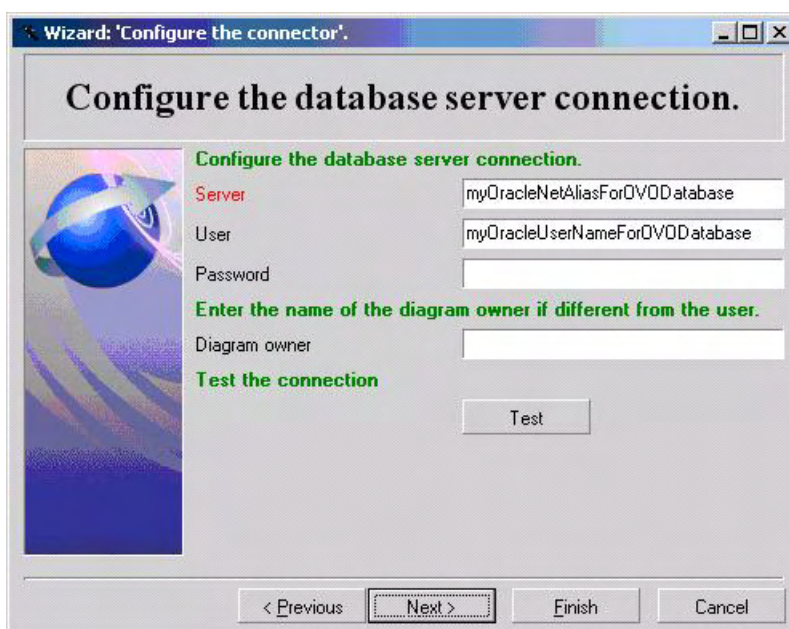 Wizard: 'Configure the connector'.
Configure the database server connection.
Configure the database server connection.
Server myOracleNetAliasForOVODatabase
User myOracleUserNameForOVODatabase
Password
Enter the name of the diagram owner if different from the user.
Diagram owner
Test the connection
Test
< Previous Next > Finish Cancel